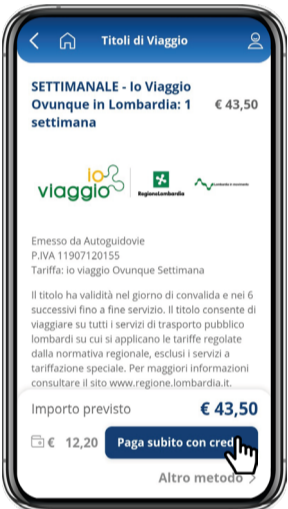 Titoli di Viaggio
SETTIMANALE - Io Viaggio
Ovunque in Lombardia: 1
settimana
€ 43,50
io
viaggio
RegioneLombardia
Emesso da Autoguidovie
P.IVA 11907120155
Tariffa: io viaggio Ovunque Settimana
Il titolo ha validità nel giorno di convalida e nei 6
successivi fino a fine servizio. Il titolo consente di
viaggiare su tutti i servizi di trasporto pubblico
lombardi su cui si applicano le tariffe regolate
dalla normativa regionale, esclusi i servizi a
tariffazione speciale. Per maggiori informazioni
consultare il sito www.regione.lombardia.it.
Importo previsto
€ 43,50
€ 12,20
Paga subito con cred
Altro metodo